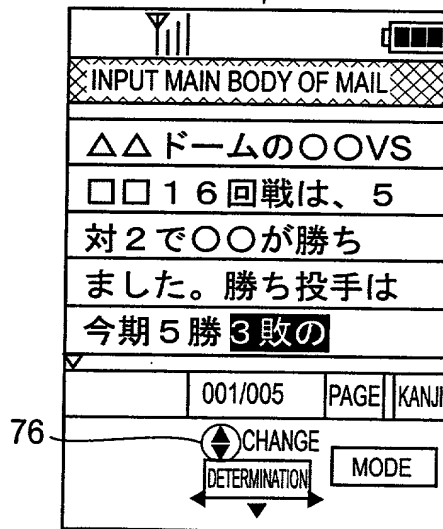 INPUT MAIN BODY OF MAIL
△△ドームの○○VS
□□16回戦は、5
対2で○○が勝ち
ました。勝ち投手は
今期5勝3敗の
001/005 PAGE KANJI
76
CHANGE
DETERMINATION
MODE